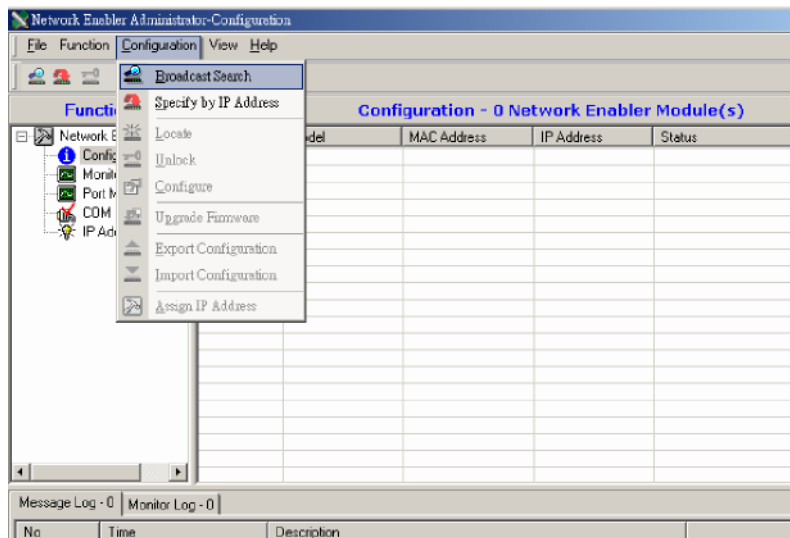 Network Enabler Administrator-Configuration
File Function Configuration View Help
Broadcast Search
Specify by IP Address
Locate
Unlock
Configure
Upgrade Firmware
Export Configuration
Import Configuration
Assign IP Address
Configuration - 0 Network Enabler Module(s)
MAC Address IP Address Status
Network
COM
Message Log - 0 Monitor Log - 0
No Time Description